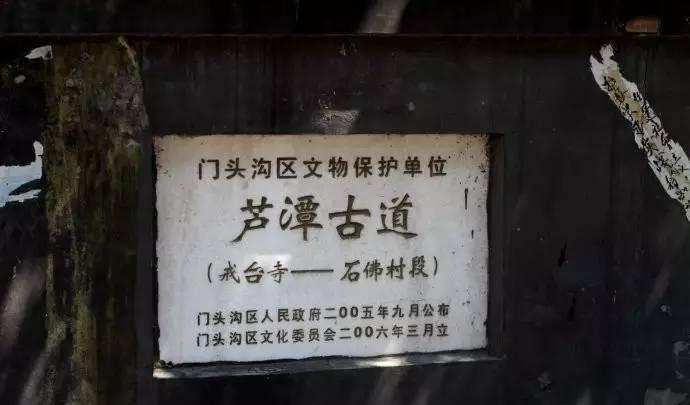 门头沟区文物保护单位
芦潭古道
（戒台寺——石佛村段）
门头沟区人民政府二00五年九月公布
门头沟区文化委员会二00六年三月立